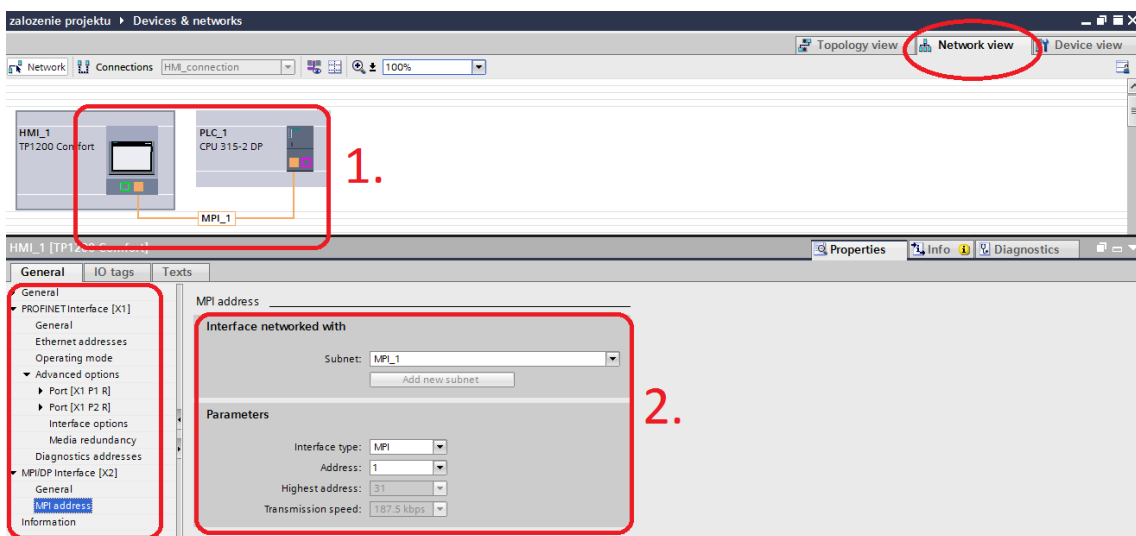 zalozenie projektu ▸ Devices & networks
Topology view Network view Device view
Network Connections HMI_connection 100%
HMI_1 PLC_1
TP1200 Comfort CPU 315-2 DP
1.
MPI_1
HMI_1 [TP1200 Comfort] Properties Info Diagnostics
General IO tags Texts
General
PROFINET Interface [X1]
General
Ethernet addresses
Operating mode
Advanced options
Port [X1 P1 R]
Port [X1 P2 R]
Interface options
Media redundancy
Diagnostics addresses
MPI/DP Interface [X2]
General
MPI address
Information
MPI address
Interface networked with
Subnet: MPI_1
Add new subnet
2.
Parameters
Interface type: MPI
Address: 1
Highest address: 31
Transmission speed: 187.5 kbps